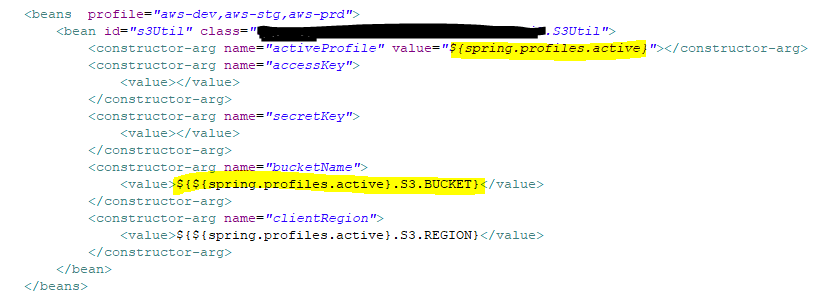 <beans  profile="aws-dev,aws-stg,aws-prd">
<bean id="s3Util" class=".S3Util">
<constructor-arg name="activeProfile" value="${spring.profiles.active}"></constructor-arg>
<constructor-arg name="accessKey">
<value></value>
</constructor-arg>
<constructor-arg name="secretKey">
<value></value>
</constructor-arg>
<constructor-arg name="bucketName">
<value>${${spring.profiles.active}.S3.BUCKET}</value>
</constructor-arg>
<constructor-arg name="clientRegion">
<value>${${spring.profiles.active}.S3.REGION}</value>
</constructor-arg>
</bean>
</beans>